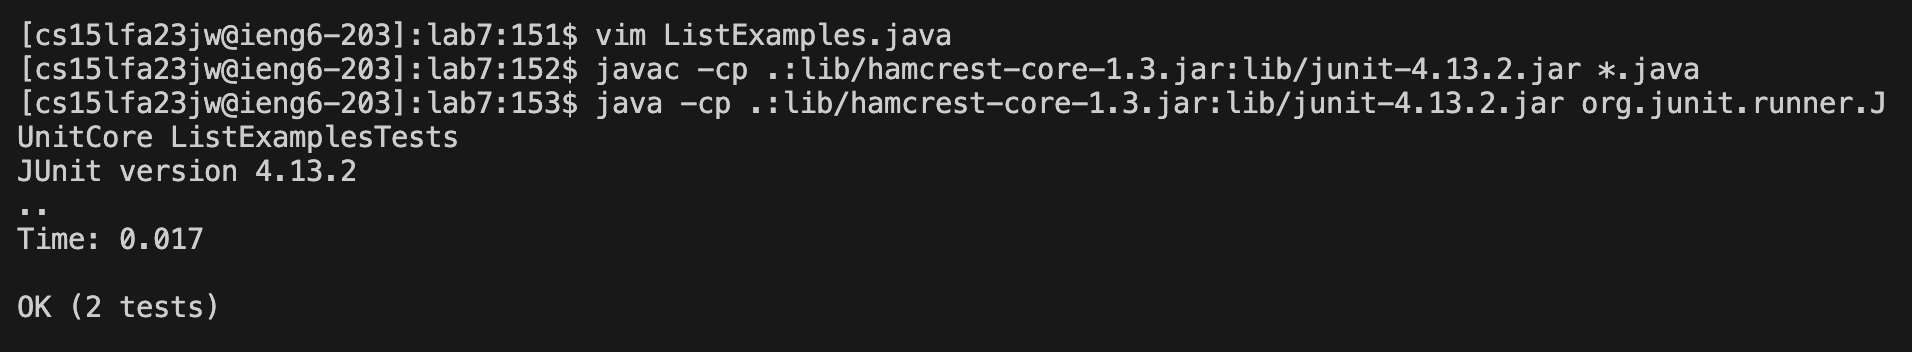 [cs15lfa23jw@ieng6-203]:lab7:151$ vim ListExamples.java
[cs15lfa23jw@ieng6-203]:lab7:152$ javac -cp .:lib/hamcrest-core-1.3.jar:lib/junit-4.13.2.jar *.java
[cs15lfa23jw@ieng6-203]:lab7:153$ java -cp .:lib/hamcrest-core-1.3.jar:lib/junit-4.13.2.jar org.junit.runner.J
UnitCore ListExamplesTests
JUnit version 4.13.2
..
Time: 0.017
OK (2 tests)